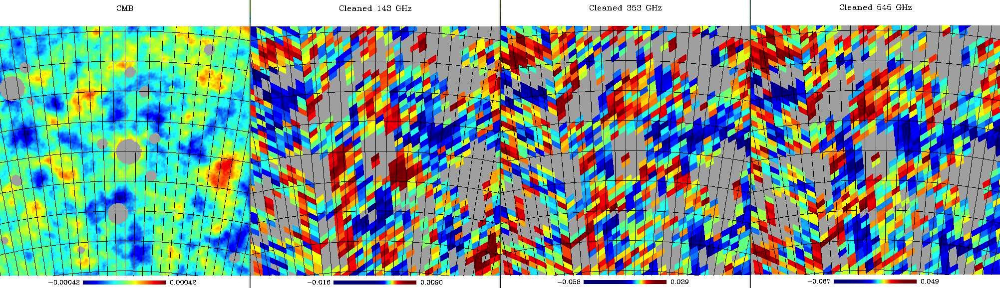 CMB
Cleaned 143 GHz
Cleaned 353 GHz
Cleaned 545 GHz
-0.00042 0.00042
-0.016 0.0090
-0.058 0.029
-0.067 0.049